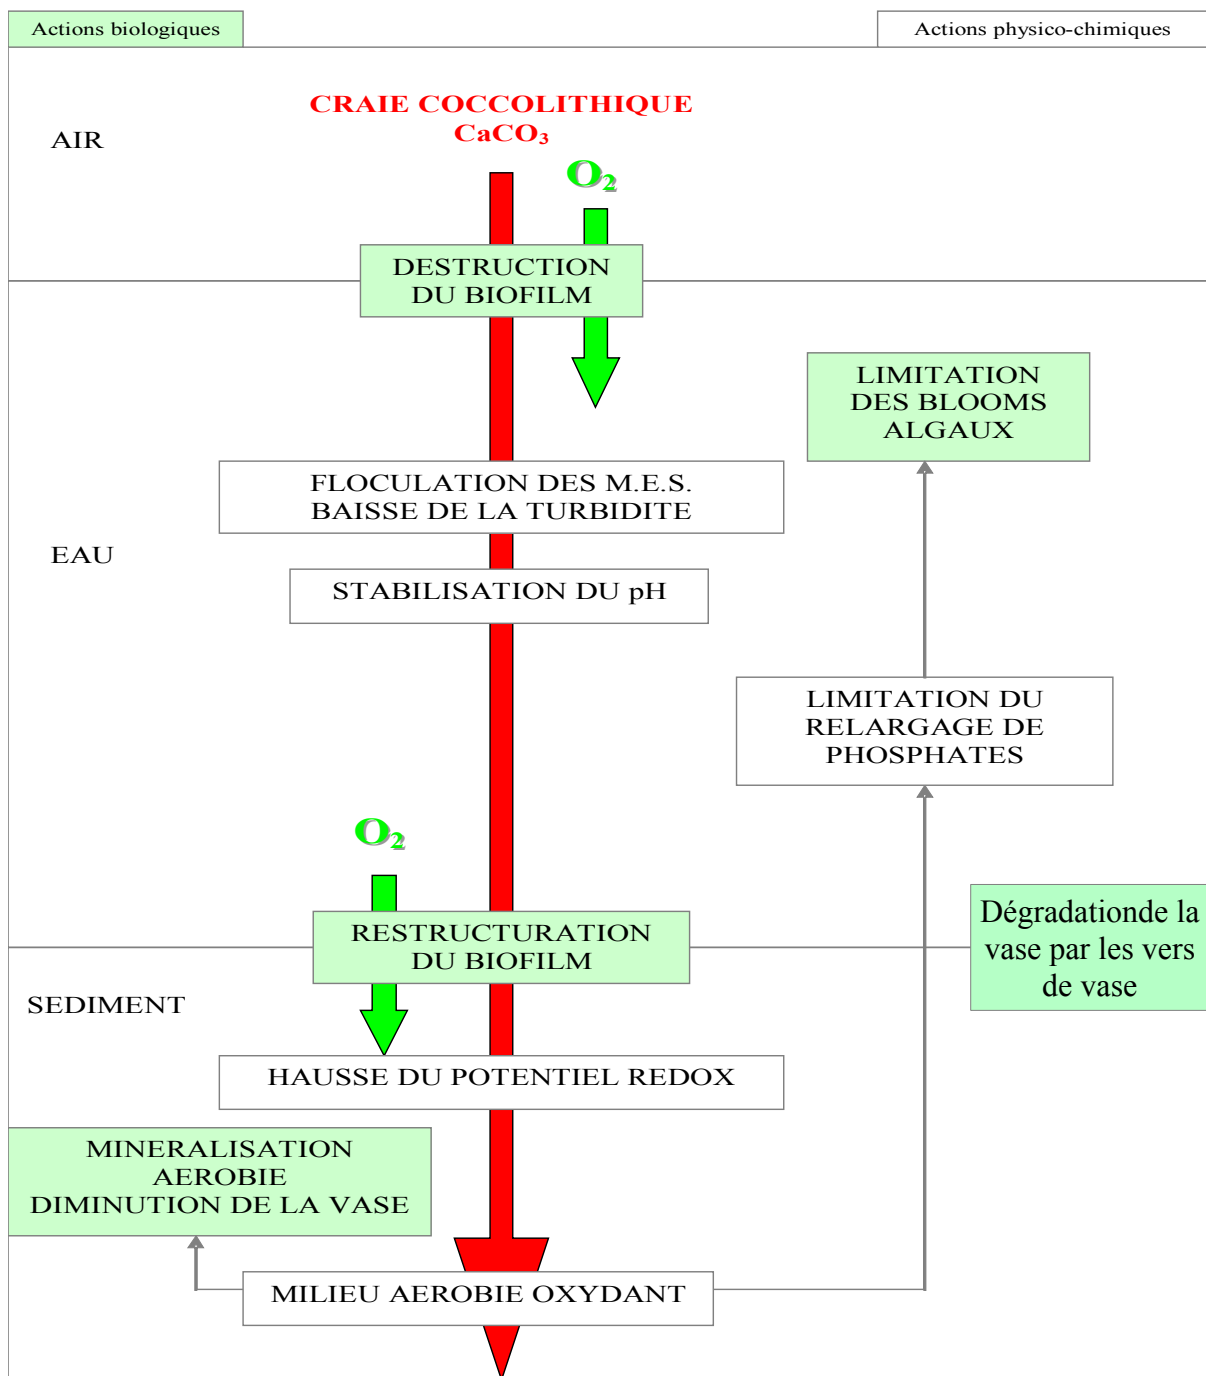 Actions biologiques
Actions physico-chimiques
CRAIE COCCOLITHIQUE
CaCO₃
AIR
O₂
DESTRUCTION
DU BIOFILM
LIMITATION
DES BLOOMS
ALGAUX
FLOCULATION DES M.E.S.
BAISSE DE LA TURBIDITE
EAU
STABILISATION DU pH
LIMITATION DU
RELARGAGE DE
PHOSPHATES
O₂
RESTRUCTURATION
DU BIOFILM
Dégradationde la
vase par les vers
de vase
SEDIMENT
HAUSSE DU POTENTIEL REDOX
MINERALISATION
AEROBIE
DIMINUTION DE LA VASE
MILIEU AEROBIE OXYDANT